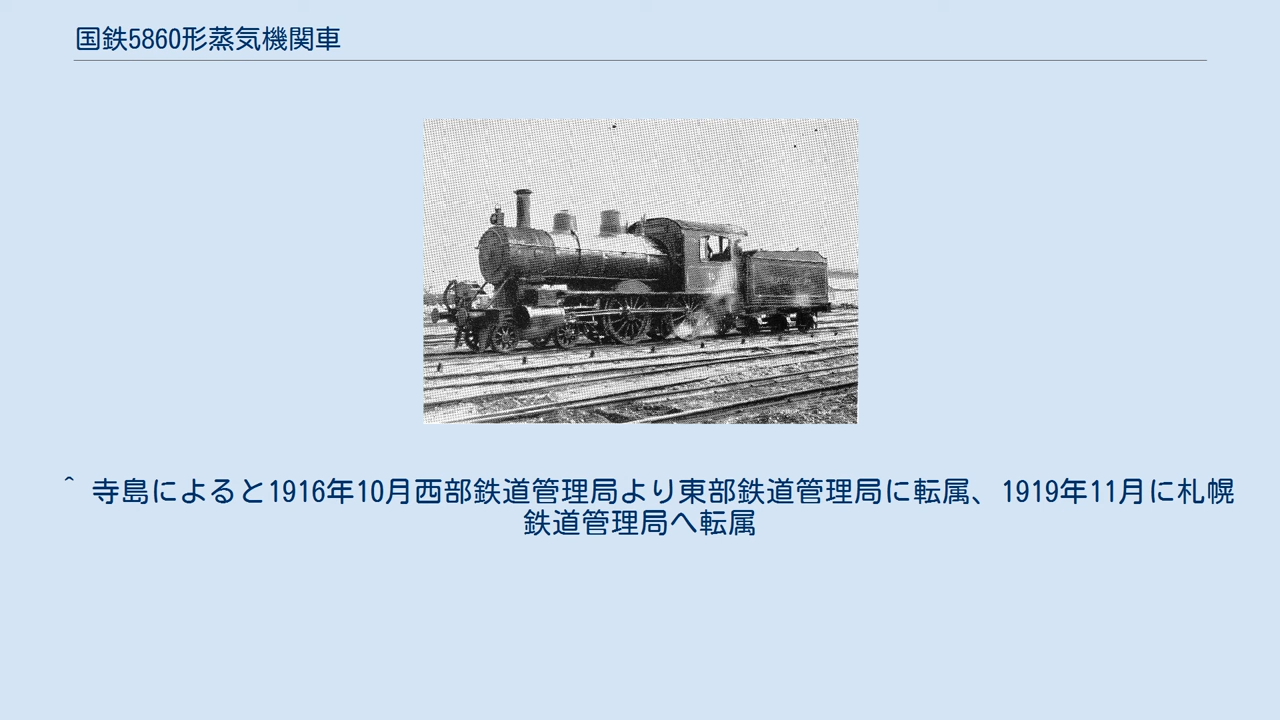 国鉄5860形蒸気機関車
^ 寺島によると1916年10月西部鉄道管理局より東部鉄道管理局に転属、1919年11月に札幌
鉄道管理局へ転属